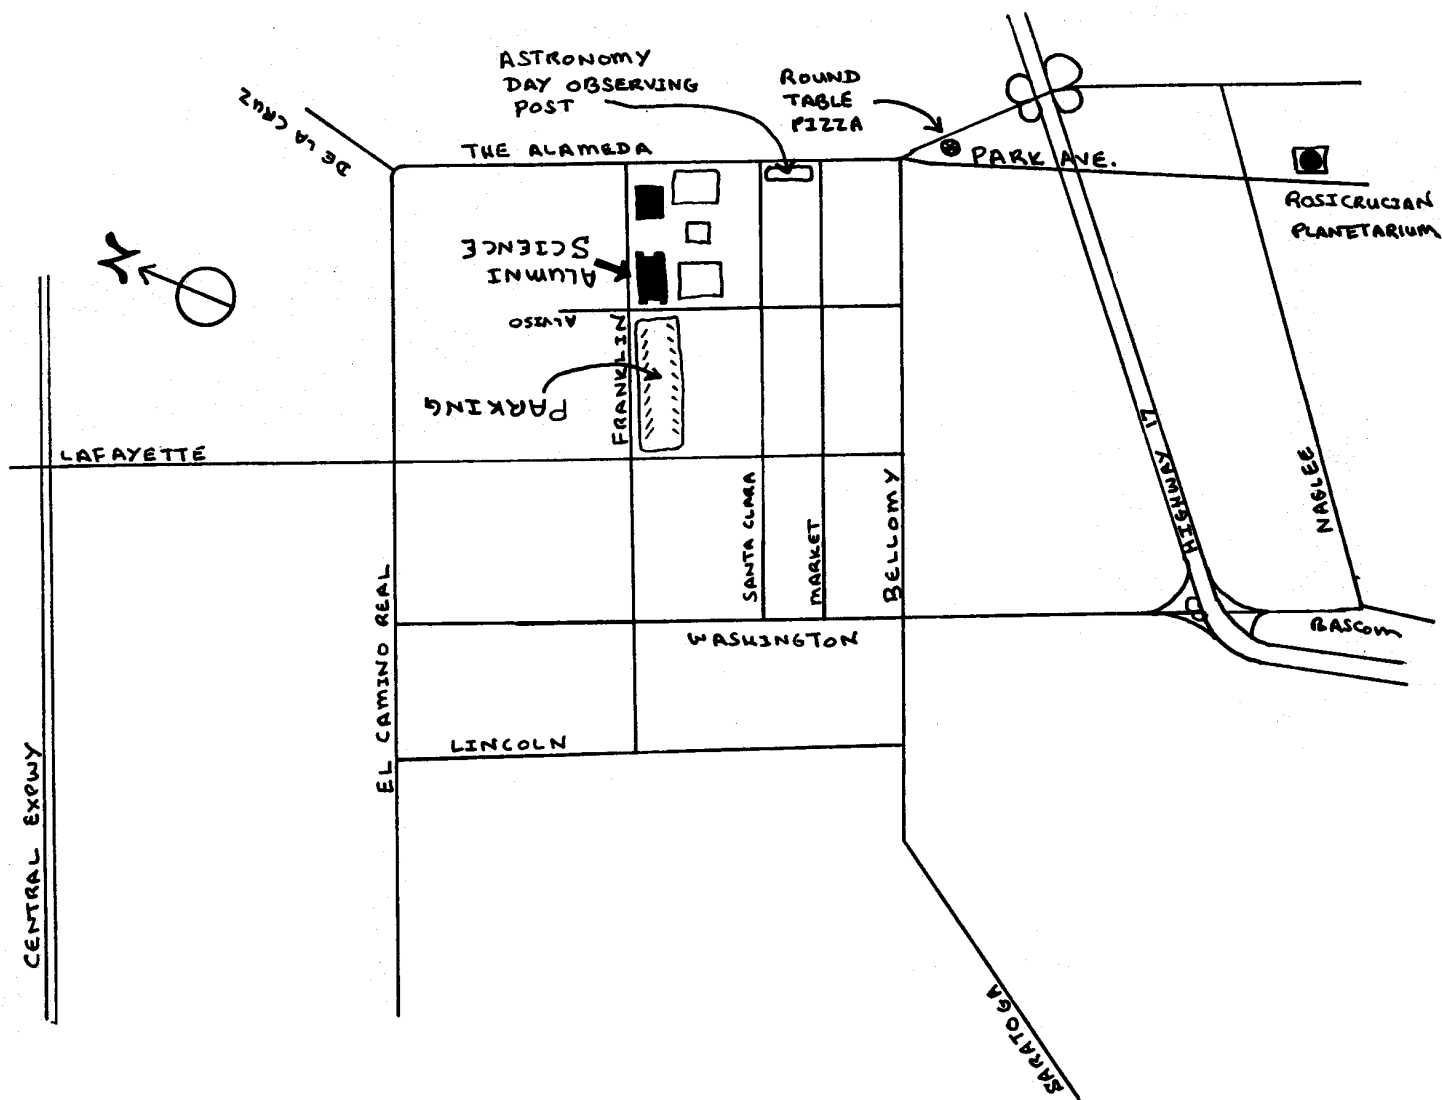 ASTRONOMY
DAY OBSERVING
POST
ROUND
TABLE
PIZZA
DE LA CRUZ
THE ALAMEDA
PARK AVE.
ROSICRUCIAN
PLANETARIUM
N
ALUMNI
SCIENCE
ALVISO
FRANKLIN
PARKING
LAFAYETTE
SANTA CLARA
MARKET
BELLOMY
HIGHWAY 17
NAGLEE
BASCOM
WASHINGTON
EL CAMINO REAL
LINCOLN
CENTRAL EXPWY
SARATOGA